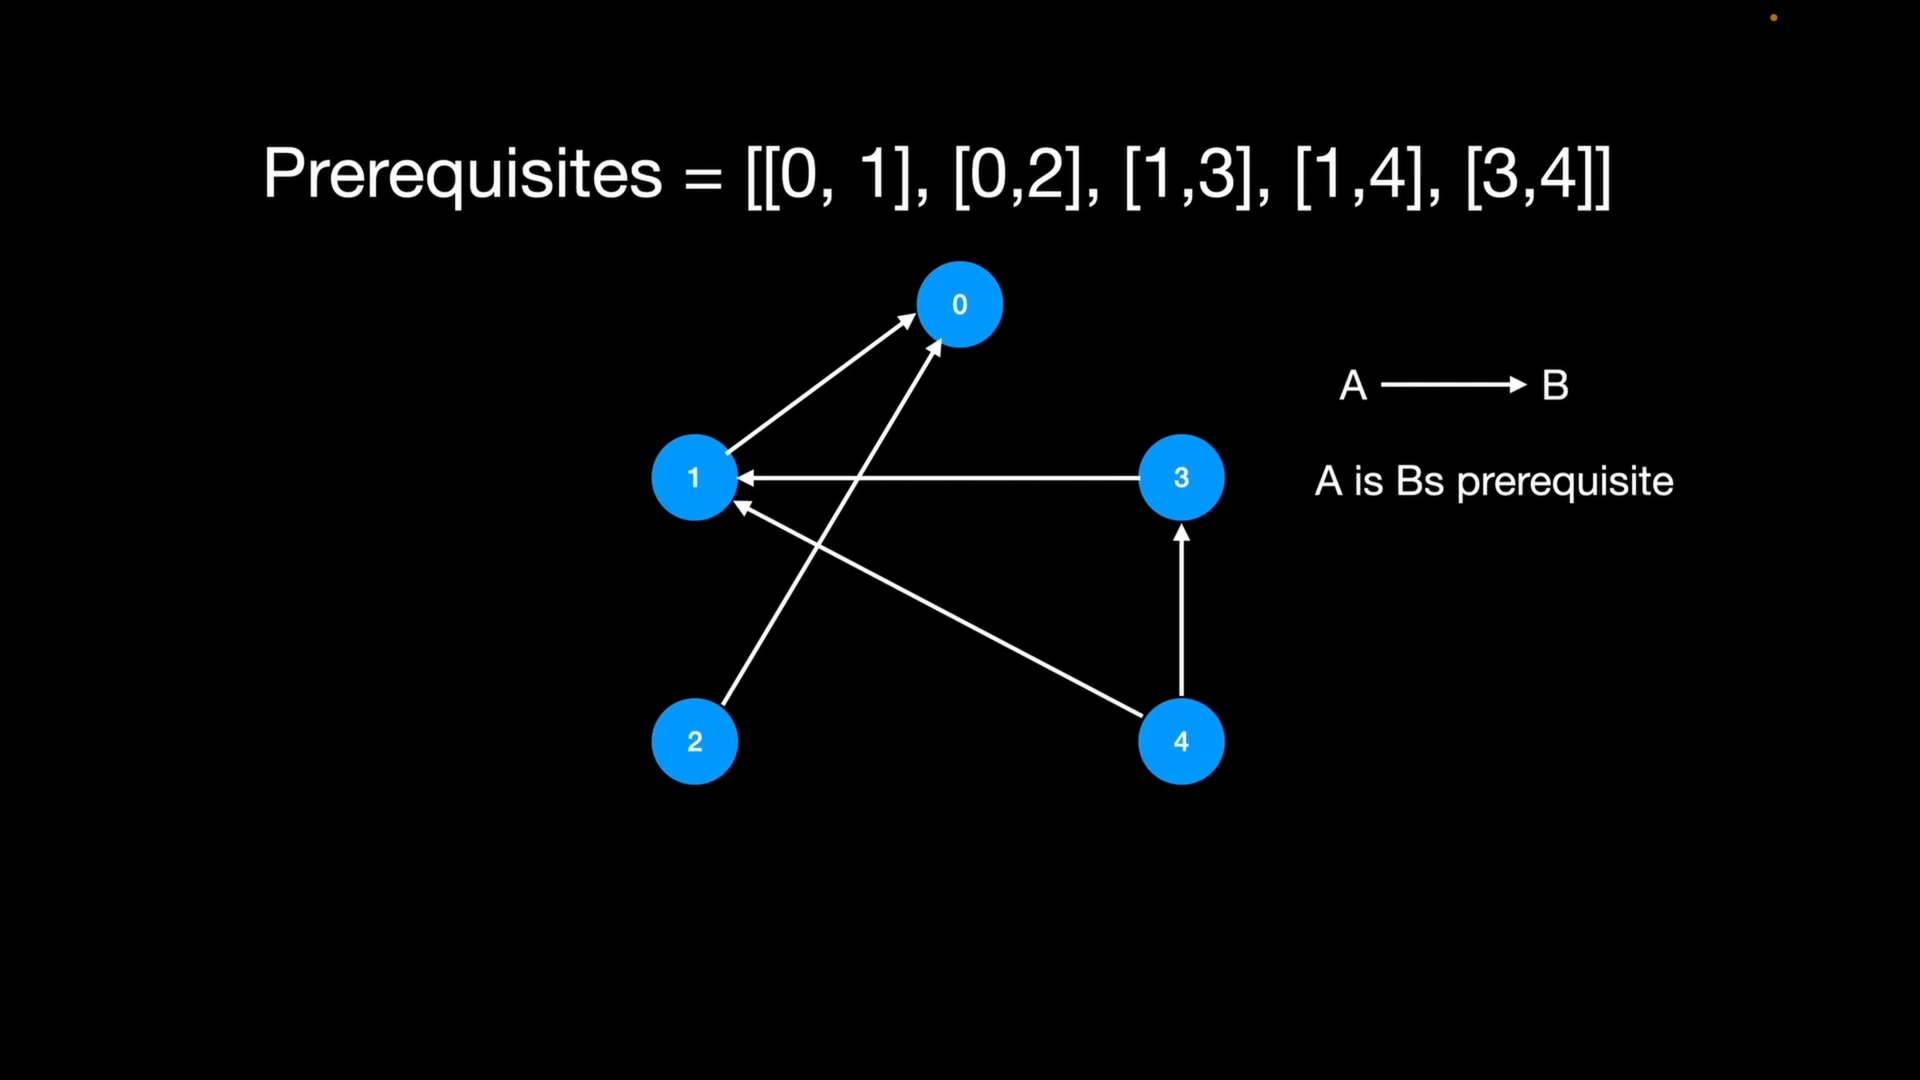 Prerequisites = [[0, 1], [0,2], [1,3], [1,4], [3,4]]
0
A B
1
3
A is Bs prerequisite
2
4